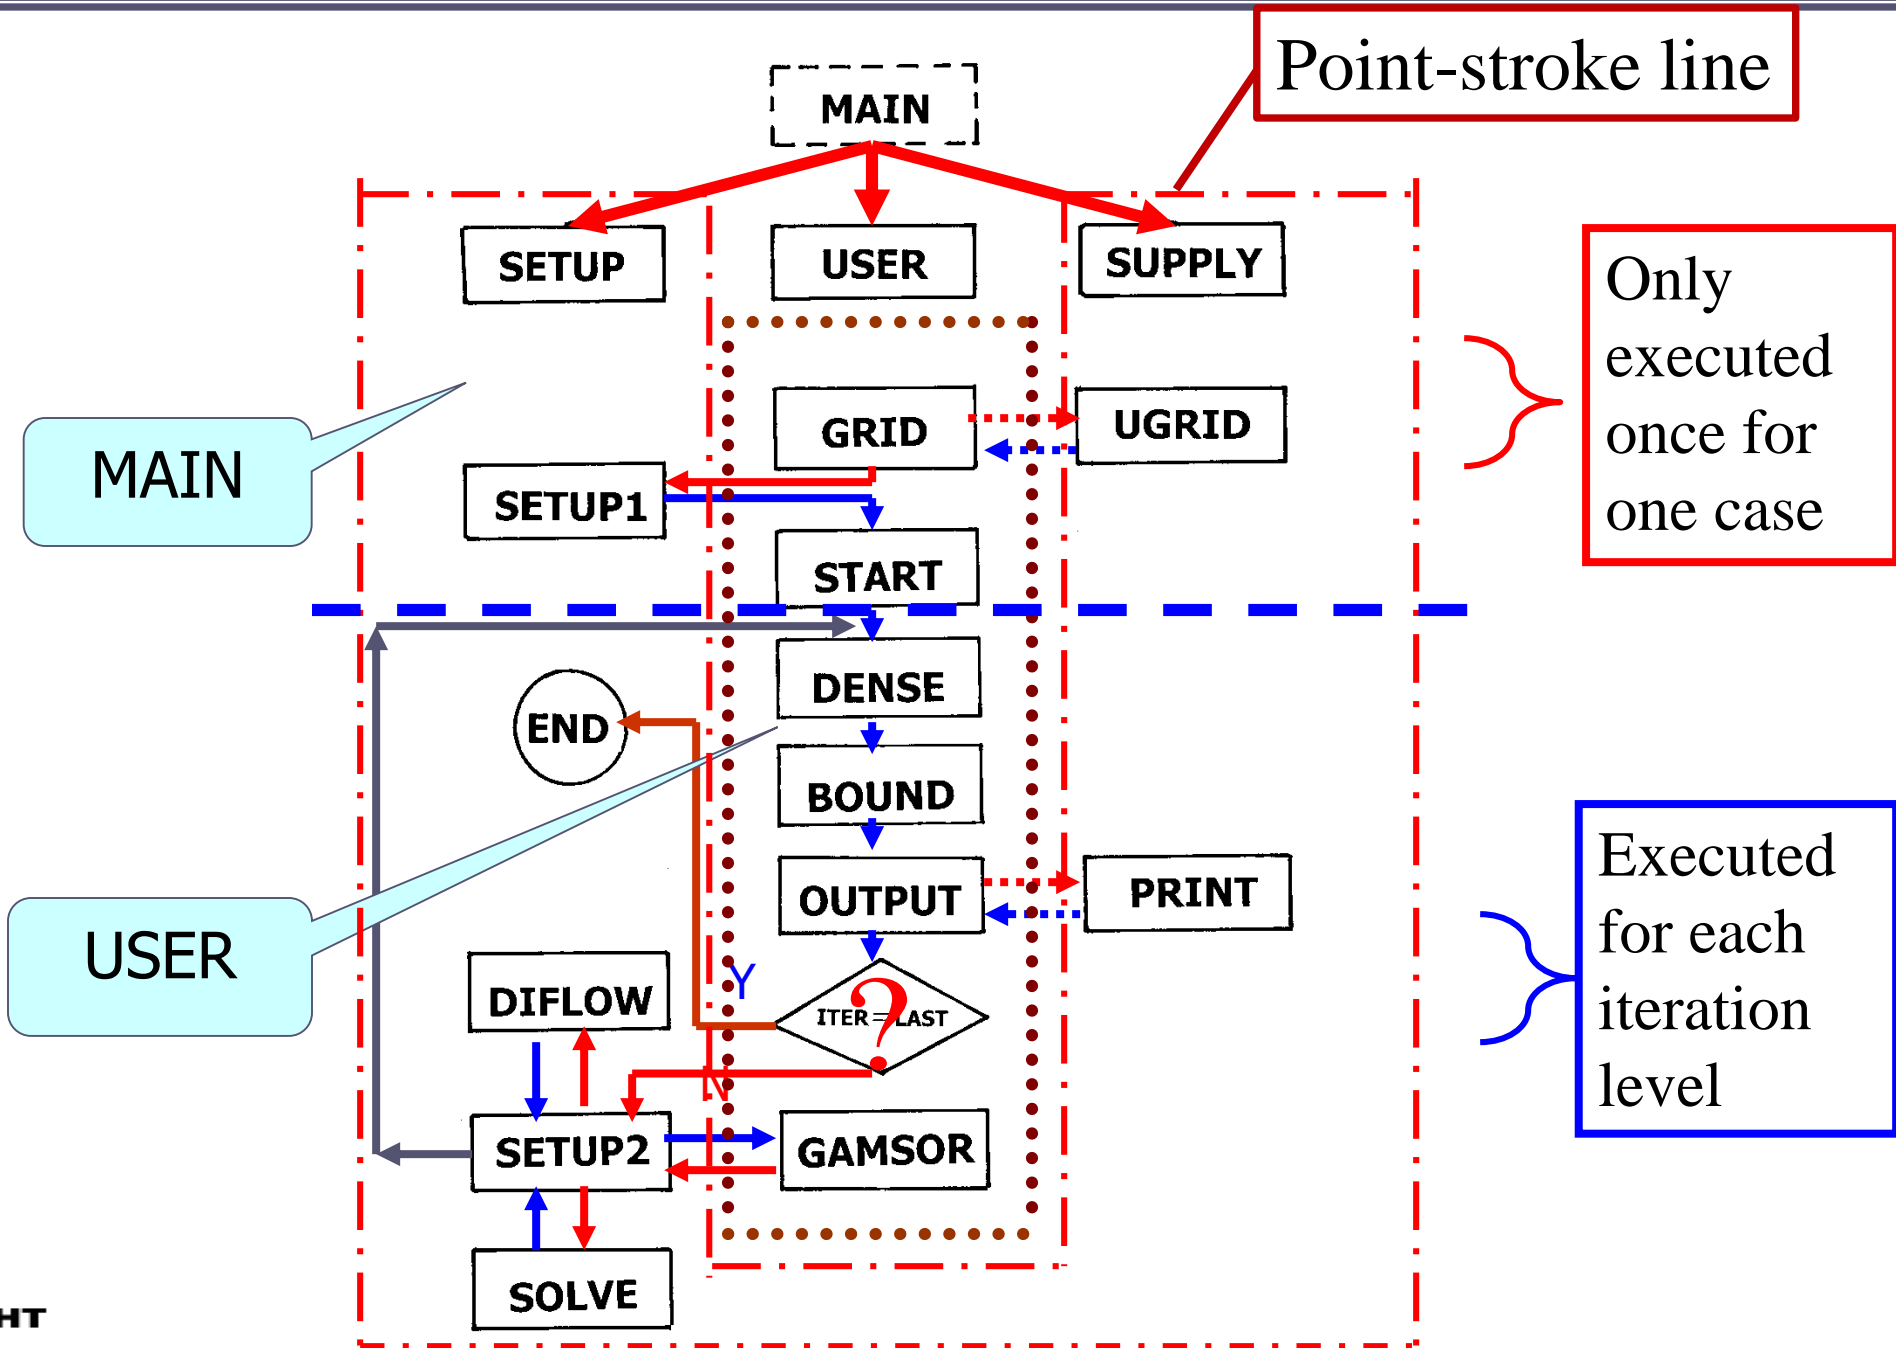 Point-stroke line
MAIN
SETUP
USER
SUPPLY
Only
executed
once for
one case
GRID
UGRID
MAIN
SETUP1
START
DENSE
END
BOUND
OUTPUT
PRINT
Executed
for each
iteration
level
USER
Y
DIFLOW
ITER=LAST
?
N
SETUP2
GAMSOR
SOLVE
HT